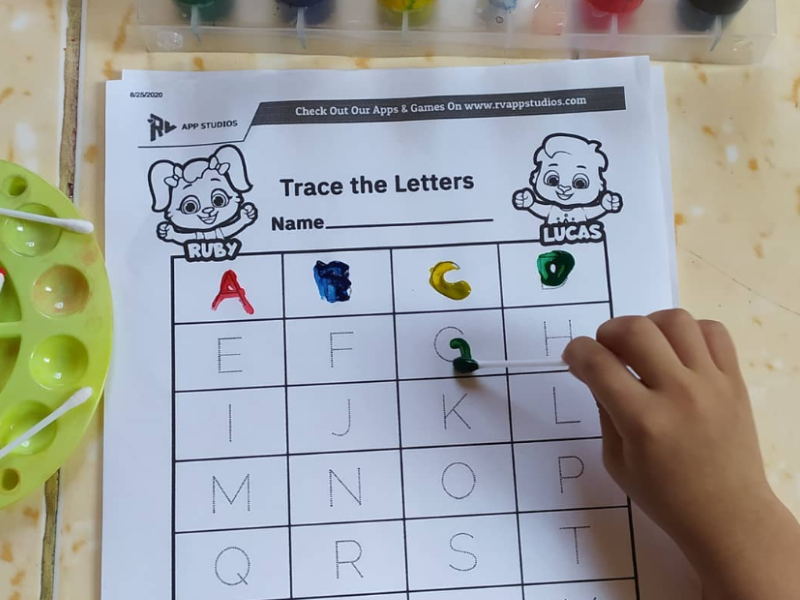 6/25/2020
RV APP STUDIOS
Check Out Our Apps & Games On www.rvappstudios.com
Trace the Letters
Name
RUBY
LUCAS
A B C D
E F G H
I J K L
M N O P
Q R S T